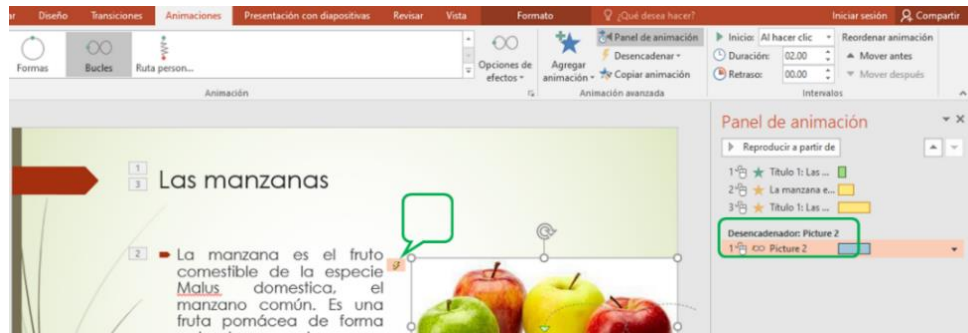 Diseño Transiciones Animaciones Presentación con diapositivas Revisar Vista Formato ¿Qué desea hacer? Iniciar sesión Compartir
Formas Bucles Ruta person...
Opciones de efectos
Agregar animación
Panel de animación
Desencadenar
Copiar animación
Inicio: Al hacer clic
Duración: 02.00
Retraso: 00.00
Reordenar animación
Mover antes
Mover después
Animación Animación avanzada Intervalos
Panel de animación
Reproducir a partir de
1 Título 1: Las ...
2 La manzana e...
3 Título 1: Las ...
Desencadenador: Picture 2
1 Picture 2
1
3
Las manzanas
2
La manzana es el fruto
comestible de la especie
Malus domestica, el
manzano común. Es una
fruta pomácea de forma